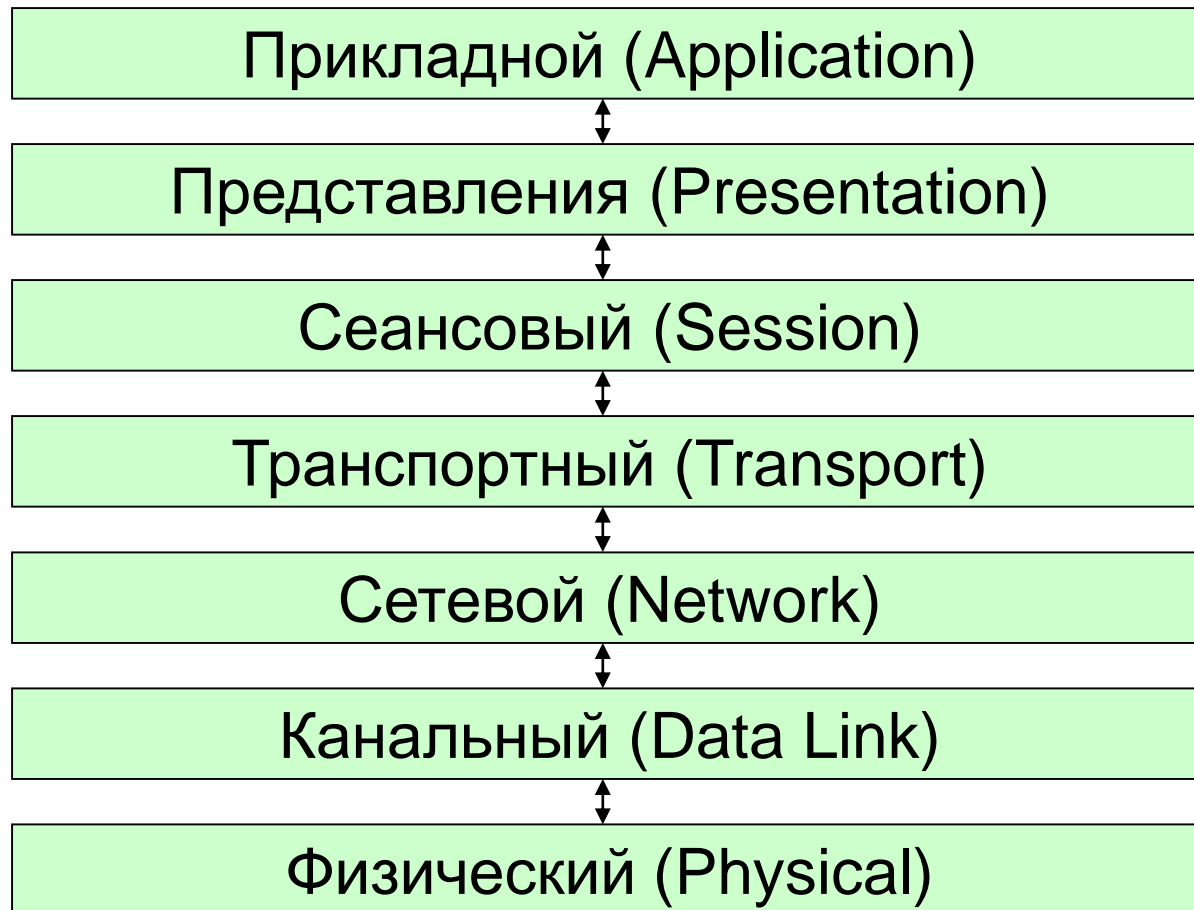 Прикладной (Application)
Представления (Presentation)
Сеансовый (Session)
Транспортный (Transport)
Сетевой (Network)
Канальный (Data Link)
Физический (Physical)